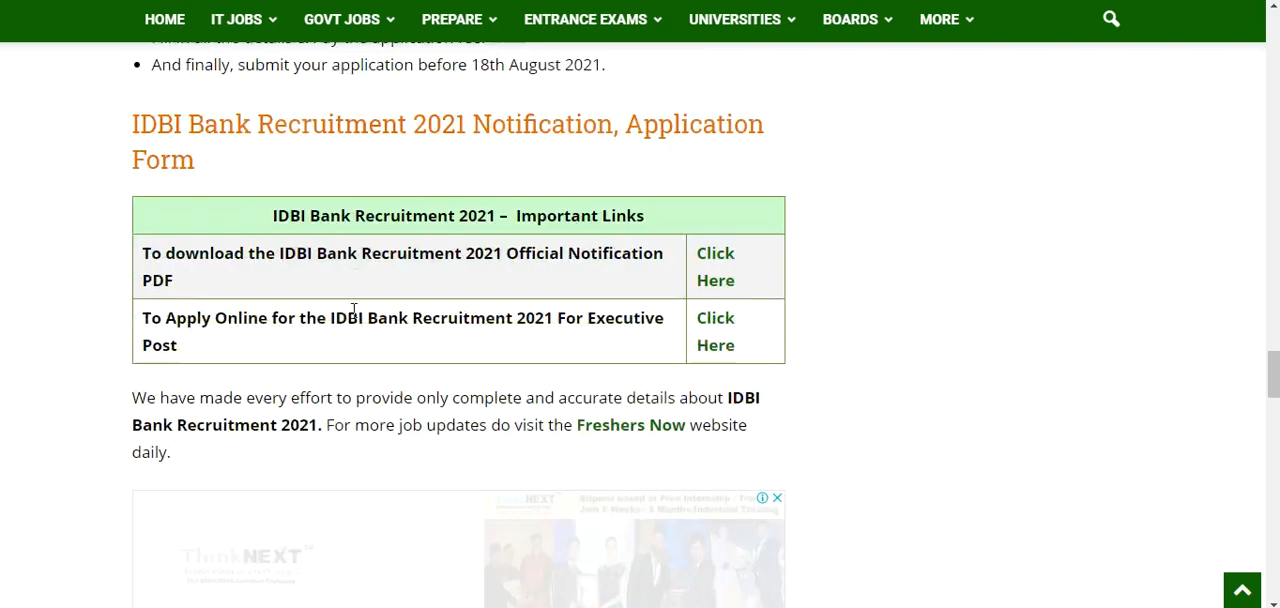 HOME IT JOBS GOVT JOBS PREPARE ENTRANCE EXAMS UNIVERSITIES BOARDS MORE
And finally, submit your application before 18th August 2021.
IDBI Bank Recruitment 2021 Notification, Application
Form
IDBI Bank Recruitment 2021 – Important Links
To download the IDBI Bank Recruitment 2021 Official Notification
PDF
Click
Here
To Apply Online for the IDBI Bank Recruitment 2021 For Executive
Post
Click
Here
We have made every effort to provide only complete and accurate details about IDBI
Bank Recruitment 2021. For more job updates do visit the Freshers Now website
daily.
ThinkNEXT